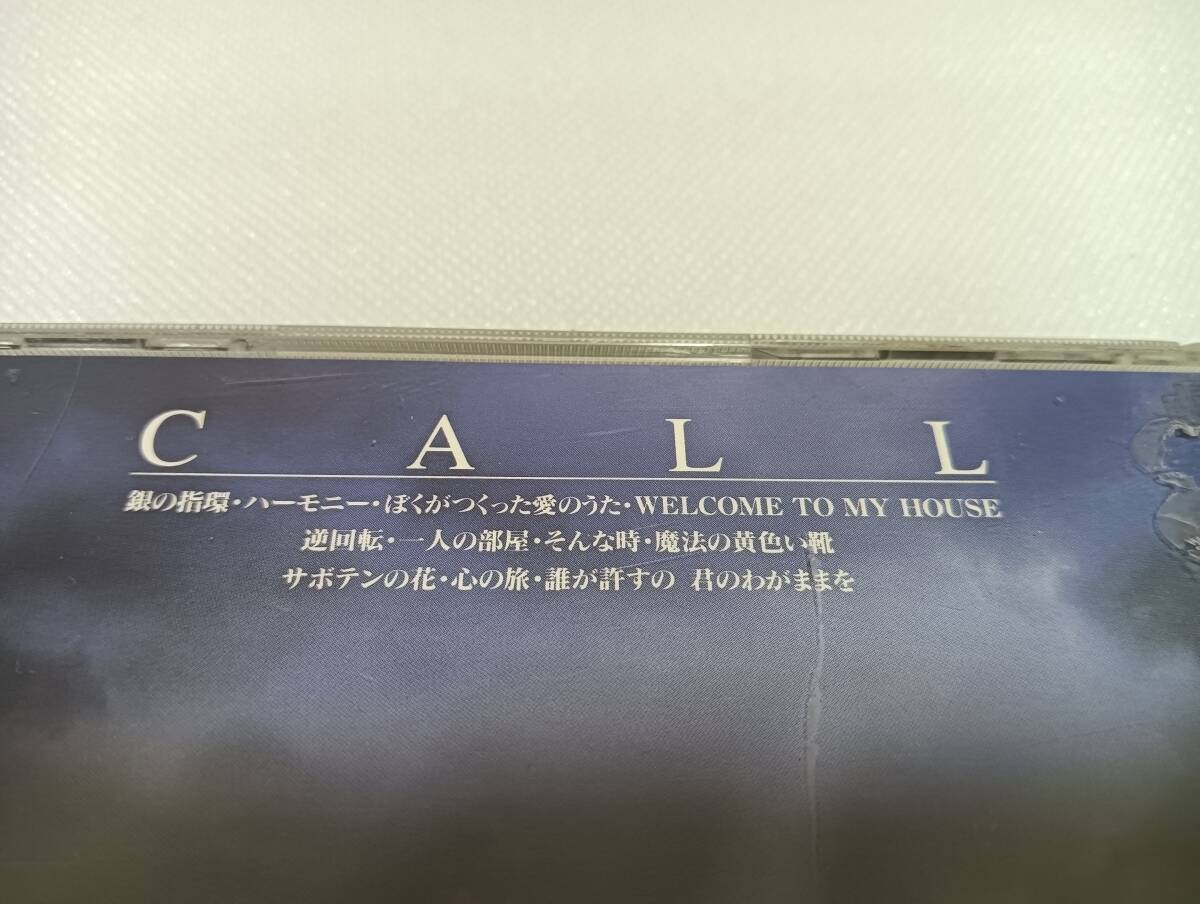 CALL
銀の指環・ハーモニー・ぼくがつくった愛のうた・WELCOME TO MY HOUSE
逆回転・一人の部屋・そんな時・魔法の黄色い靴
サボテンの花・心の旅・誰が許すの 君のわがままを